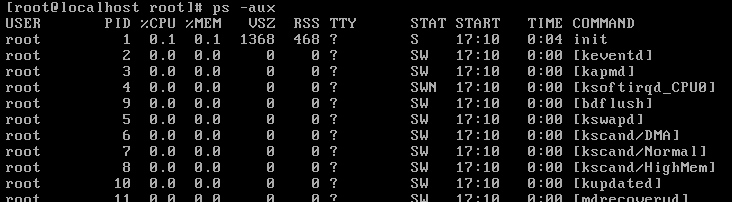 [root@localhost root]# ps -aux
USER PID %CPU %MEM VSZ RSS TTY STAT START TIME COMMAND
root 1 0.1 0.1 1368 468 ? S 17:10 0:04 init
root 2 0.0 0.0 0 0 ? SW 17:10 0:00 [keventd]
root 3 0.0 0.0 0 0 ? SW 17:10 0:00 [kapmd]
root 4 0.0 0.0 0 0 ? SWN 17:10 0:00 [ksoftirqd_CPU0]
root 9 0.0 0.0 0 0 ? SW 17:10 0:00 [bdflush]
root 5 0.0 0.0 0 0 ? SW 17:10 0:00 [kswapd]
root 6 0.0 0.0 0 0 ? SW 17:10 0:00 [kscand/DMA]
root 7 0.0 0.0 0 0 ? SW 17:10 0:00 [kscand/Normal]
root 8 0.0 0.0 0 0 ? SW 17:10 0:00 [kscand/HighMem]
root 10 0.0 0.0 0 0 ? SW 17:10 0:00 [kupdated]
root 11 0.0 0.0 0 0 ? SW 17:10 0:00 [mdrecoveryd]